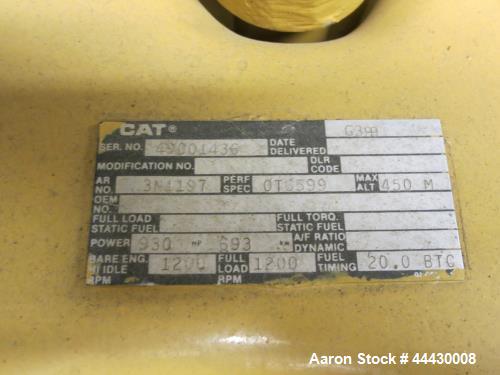 CAT® G399
SER. NO. 49C01436 DATE DELIVERED
MODIFICATION NO. DLR CODE
AR NO. 3N1197 PERF SPEC 0T6599 MAX ALT 450 M
OEM NO.
FULL LOAD STATIC FUEL FULL TORQ. STATIC FUEL
POWER 930 HP 693 kw A/F RATIO DYNAMIC
BARE ENG. HI IDLE RPM 1200 FULL LOAD RPM 1200 FUEL TIMING 20.0 BTC
Aaron Stock # 44430008